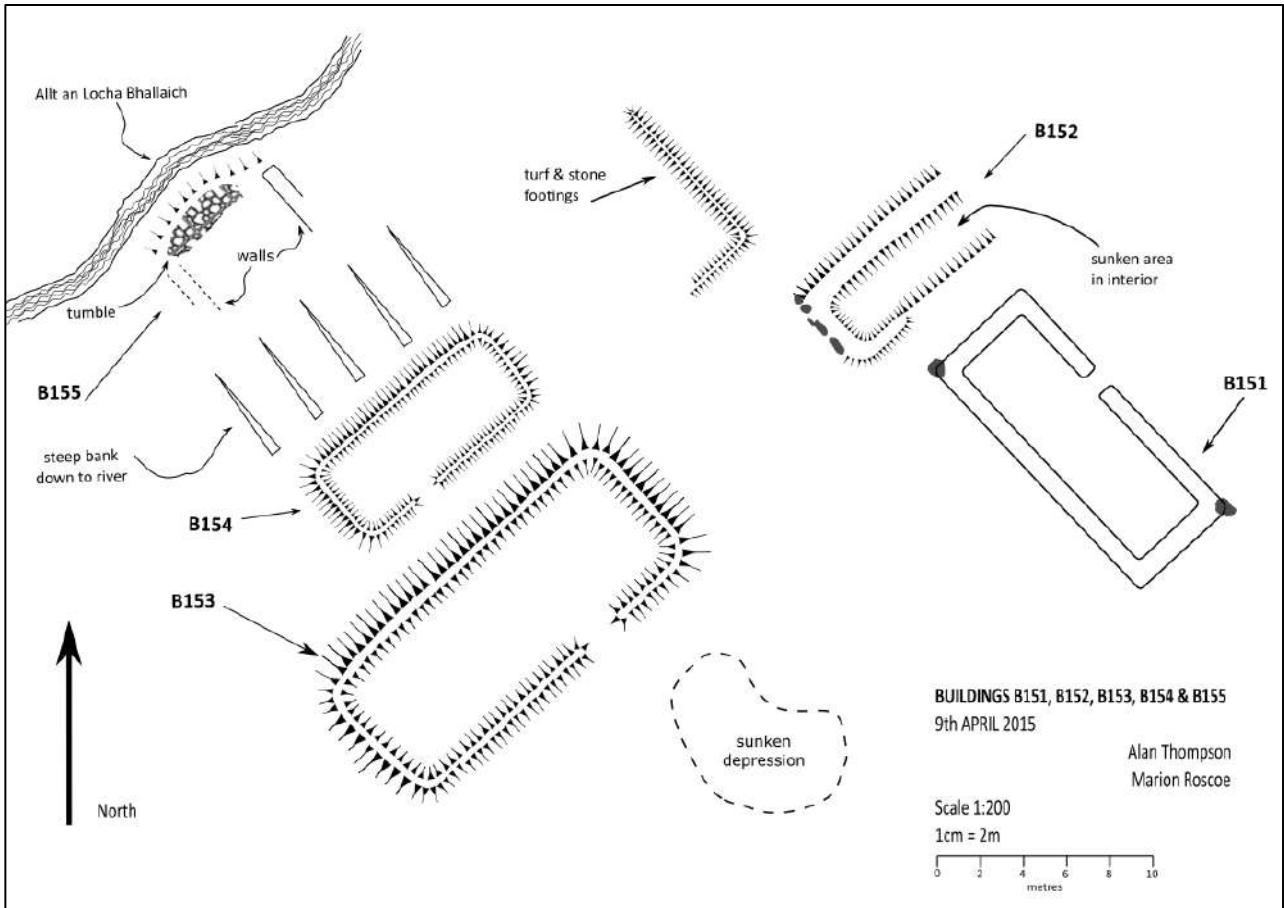 Allt an Locha Bhallaich
B152
turf & stone
footings
walls
sunken area
in interior
tumble
B155
B151
steep bank
down to river
B154
B153
North
sunken
depression
BUILDINGS B151, B152, B153, B154 & B155
9th APRIL 2015
Alan Thompson
Marion Roscoe
Scale 1:200
1cm = 2m
0 2 4 6 8 10
metres